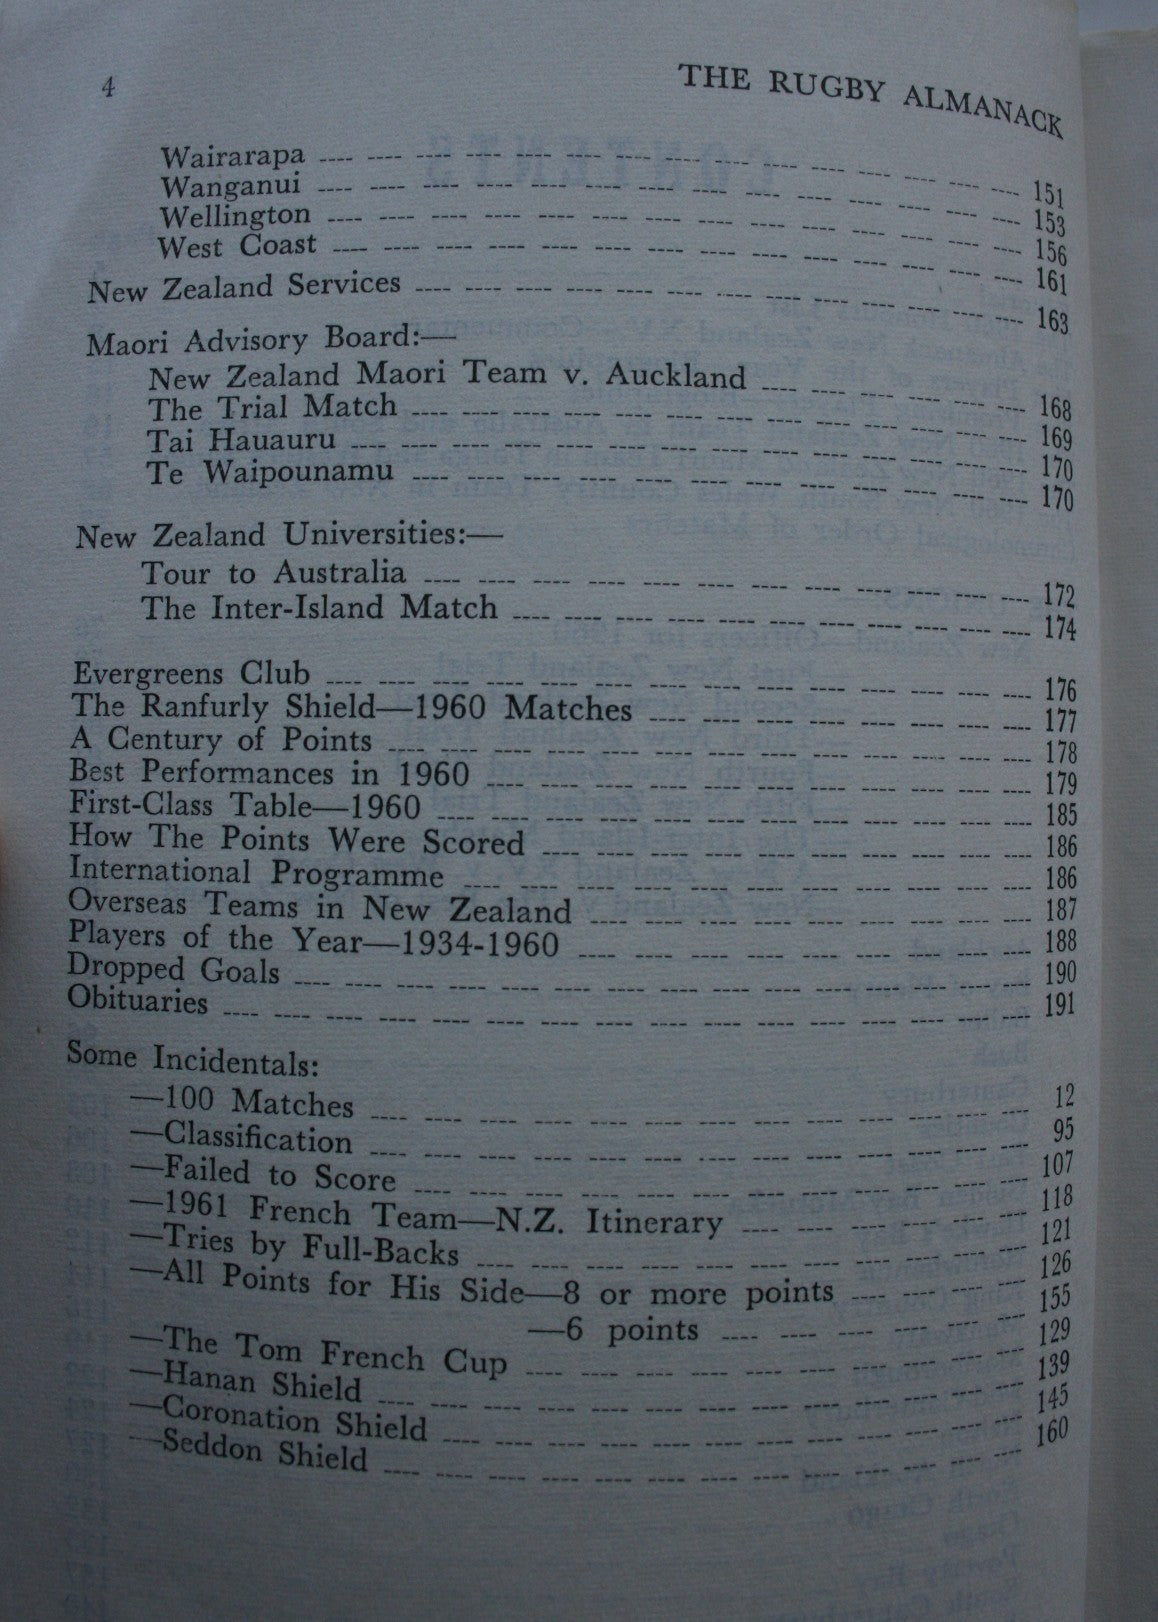 4 THE RUGBY ALMANACK
Wairarapa ---- 151
Wanganui ---- 153
Wellington ---- 156
West Coast ---- 161
New Zealand Services ---- 163
Maori Advisory Board:—
New Zealand Maori Team v. Auckland ---- 168
The Trial Match ---- 169
Tai Hauauru ---- 170
Te Waipounamu ---- 170
New Zealand Universities:—
Tour to Australia ---- 172
The Inter-Island Match ---- 174
Evergreens Club ---- 176
The Ranfurly Shield—1960 Matches ---- 177
A Century of Points ---- 178
Best Performances in 1960 ---- 179
First-Class Table—1960 ---- 185
How The Points Were Scored ---- 186
International Programme ---- 186
Overseas Teams in New Zealand ---- 187
Players of the Year—1934-1960 ---- 188
Dropped Goals ---- 190
Obituaries ---- 191
Some Incidentals:
—100 Matches ---- 12
—Classification ---- 95
—Failed to Score ---- 107
—1961 French Team—N.Z. Itinerary ---- 118
—Tries by Full-Backs ---- 121
—All Points for His Side—8 or more points ---- 126
—6 points ---- 155
—The Tom French Cup ---- 129
—Hanan Shield ---- 139
—Coronation Shield ---- 145
—Seddon Shield ---- 160